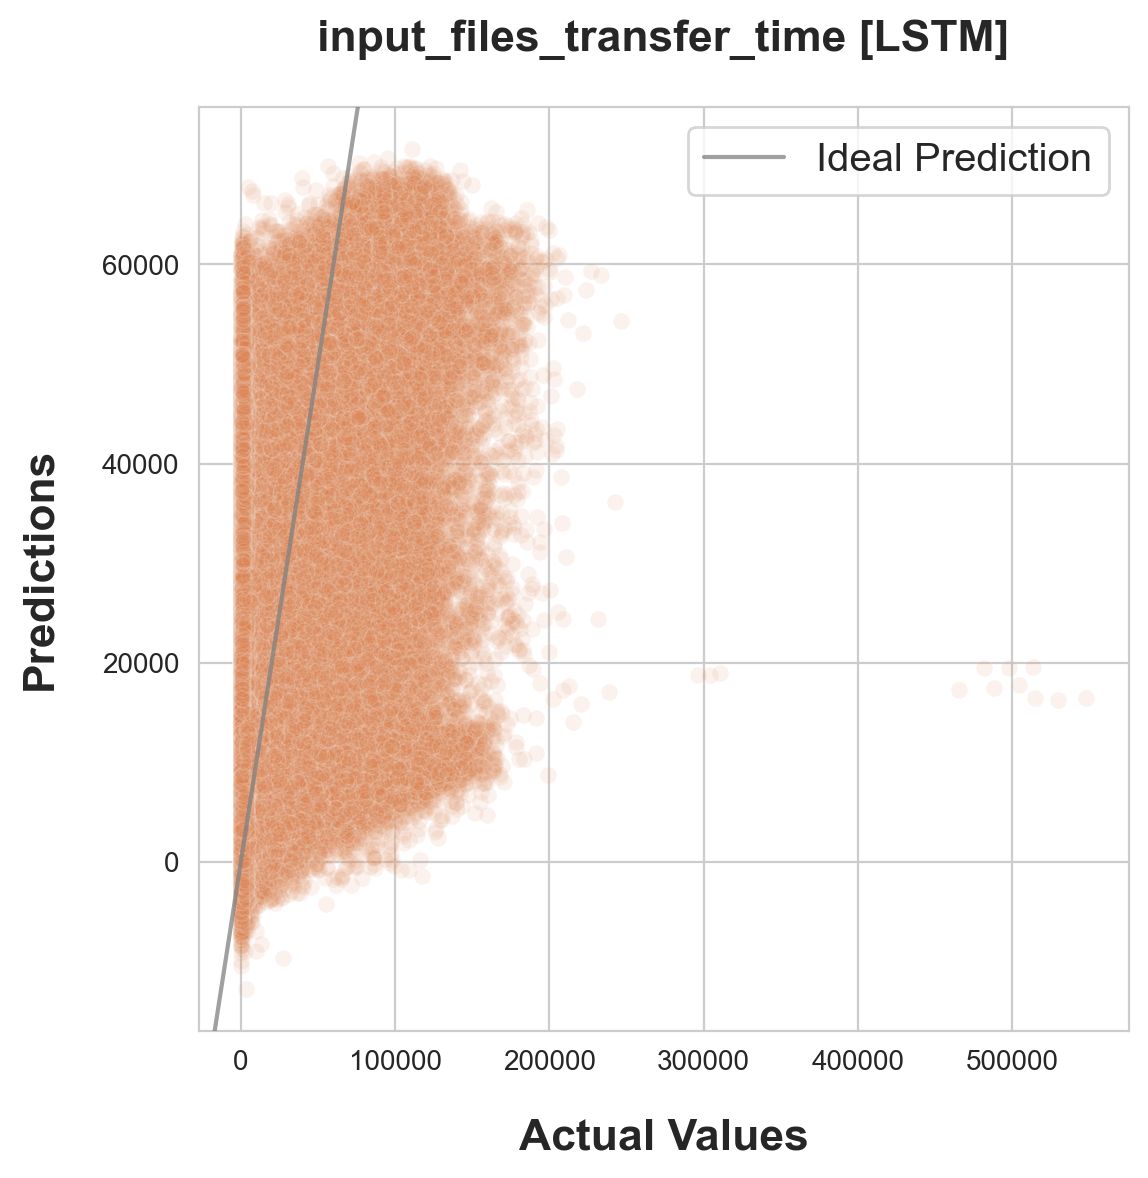 input_files_transfer_time [LSTM]
Ideal Prediction
60000
40000
20000
0
Predictions
0 100000 200000 300000 400000 500000
Actual Values